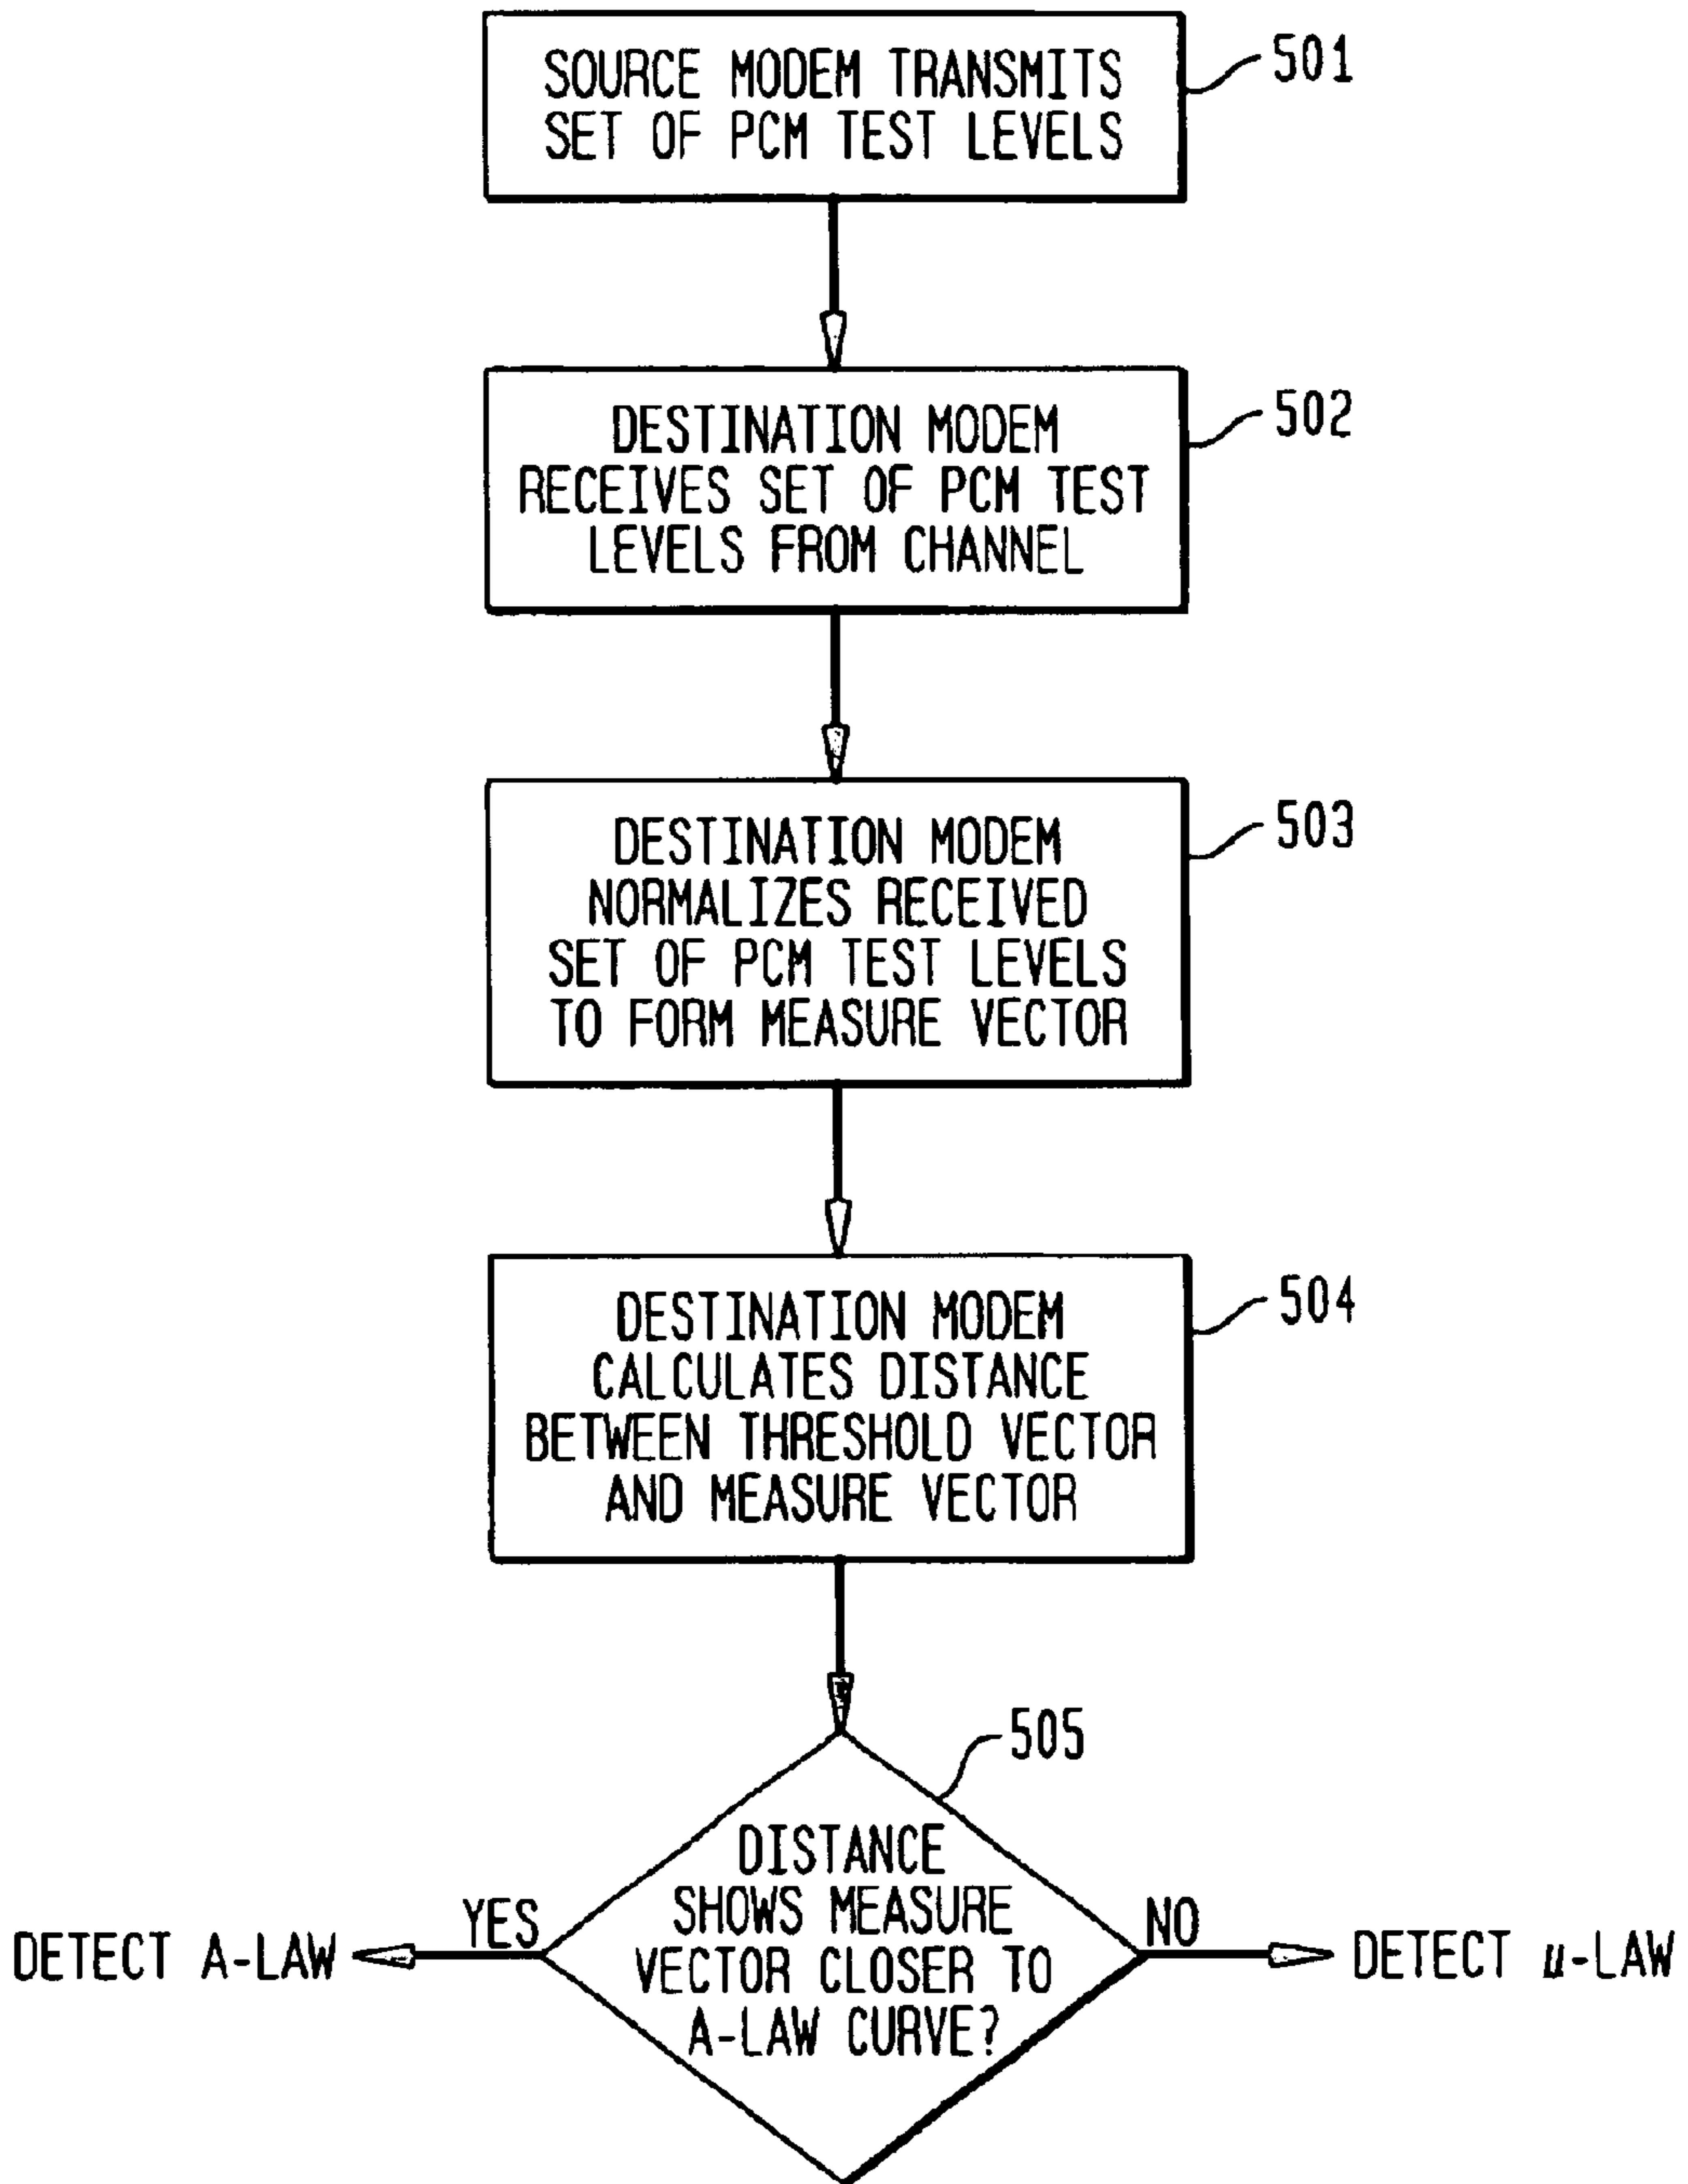 SOURCE MODEM TRANSMITS
SET OF PCM TEST LEVELS
501
DESTINATION MODEM
RECEIVES SET OF PCM TEST
LEVELS FROM CHANNEL
502
DESTINATION MODEM
NORMALIZES RECEIVED
SET OF PCM TEST LEVELS
TO FORM MEASURE VECTOR
503
DESTINATION MODEM
CALCULATES DISTANCE
BETWEEN THRESHOLD VECTOR
AND MEASURE VECTOR
504
505
DISTANCE
SHOWS MEASURE
VECTOR CLOSER TO
A-LAW CURVE?
YES
DETECT A-LAW
NO
DETECT µ-LAW